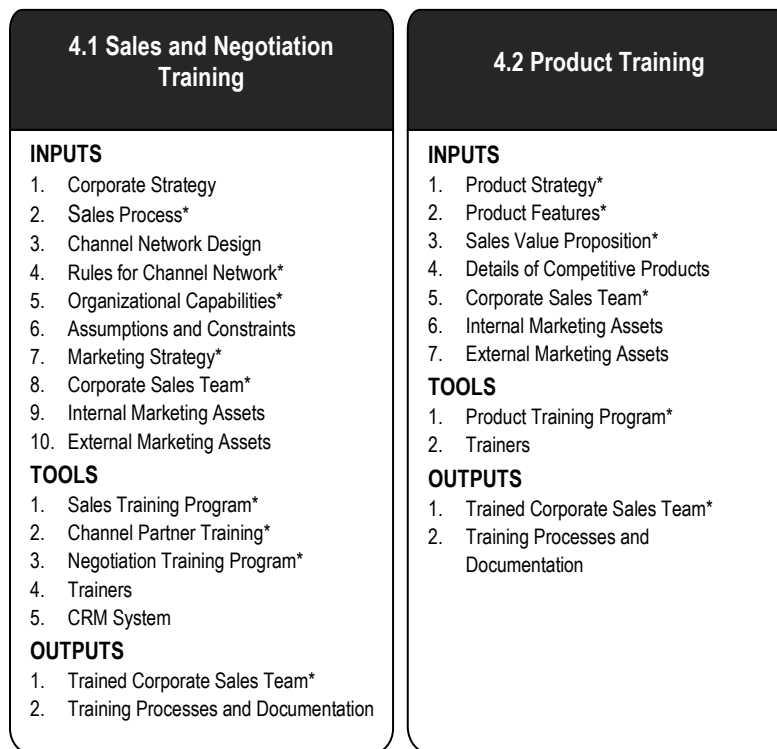 4.1 Sales and Negotiation
Training
INPUTS
1. Corporate Strategy
2. Sales Process*
3. Channel Network Design
4. Rules for Channel Network*
5. Organizational Capabilities*
6. Assumptions and Constraints
7. Marketing Strategy*
8. Corporate Sales Team*
9. Internal Marketing Assets
10. External Marketing Assets
TOOLS
1. Sales Training Program*
2. Channel Partner Training*
3. Negotiation Training Program*
4. Trainers
5. CRM System
OUTPUTS
1. Trained Corporate Sales Team*
2. Training Processes and Documentation
4.2 Product Training
INPUTS
1. Product Strategy*
2. Product Features*
3. Sales Value Proposition*
4. Details of Competitive Products
5. Corporate Sales Team*
6. Internal Marketing Assets
7. External Marketing Assets
TOOLS
1. Product Training Program*
2. Trainers
OUTPUTS
1. Trained Corporate Sales Team*
2. Training Processes and
Documentation